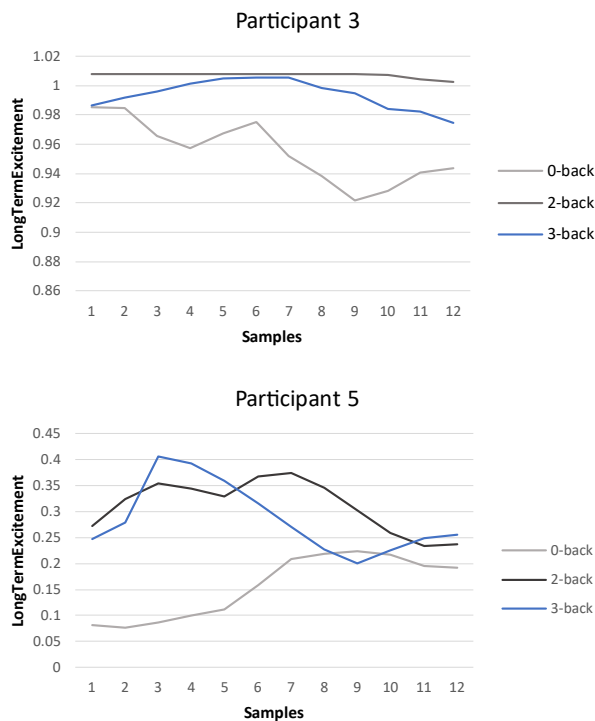 Participant 3
LongTermExcitement
1.02
1
0.98
0.96
0.94
0.92
0.9
0.88
0.86
1 2 3 4 5 6 7 8 9 10 11 12
Samples
0-back
2-back
3-back
Participant 5
LongTermExcitement
0.45
0.4
0.35
0.3
0.25
0.2
0.15
0.1
0.05
0
1 2 3 4 5 6 7 8 9 10 11 12
Samples
0-back
2-back
3-back